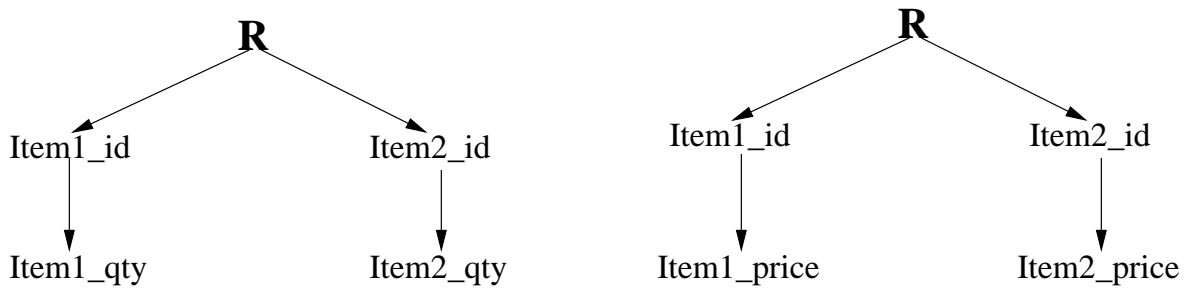 R
Item1_id Item2_id
Item1_qty Item2_qty
R
Item1_id Item2_id
Item1_price Item2_price